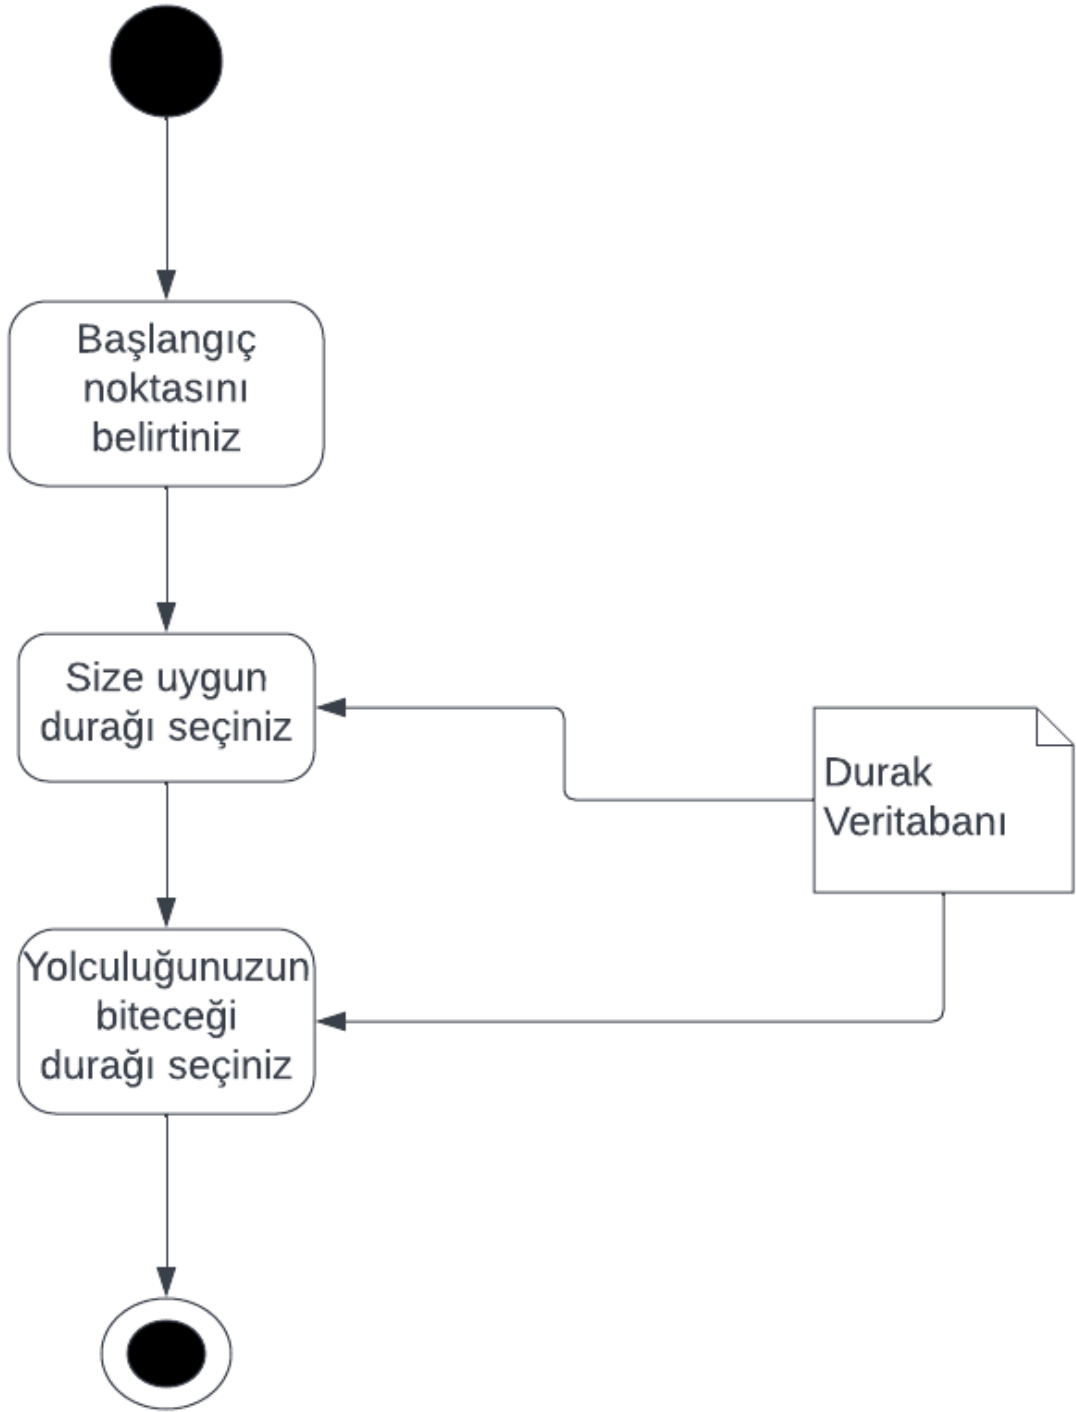 Başlangıç
noktasını
belirtiniz
Size uygun
durağı seçiniz
Durak
Veritabanı
Yolculuğunuzun
biteceği
durağı seçiniz